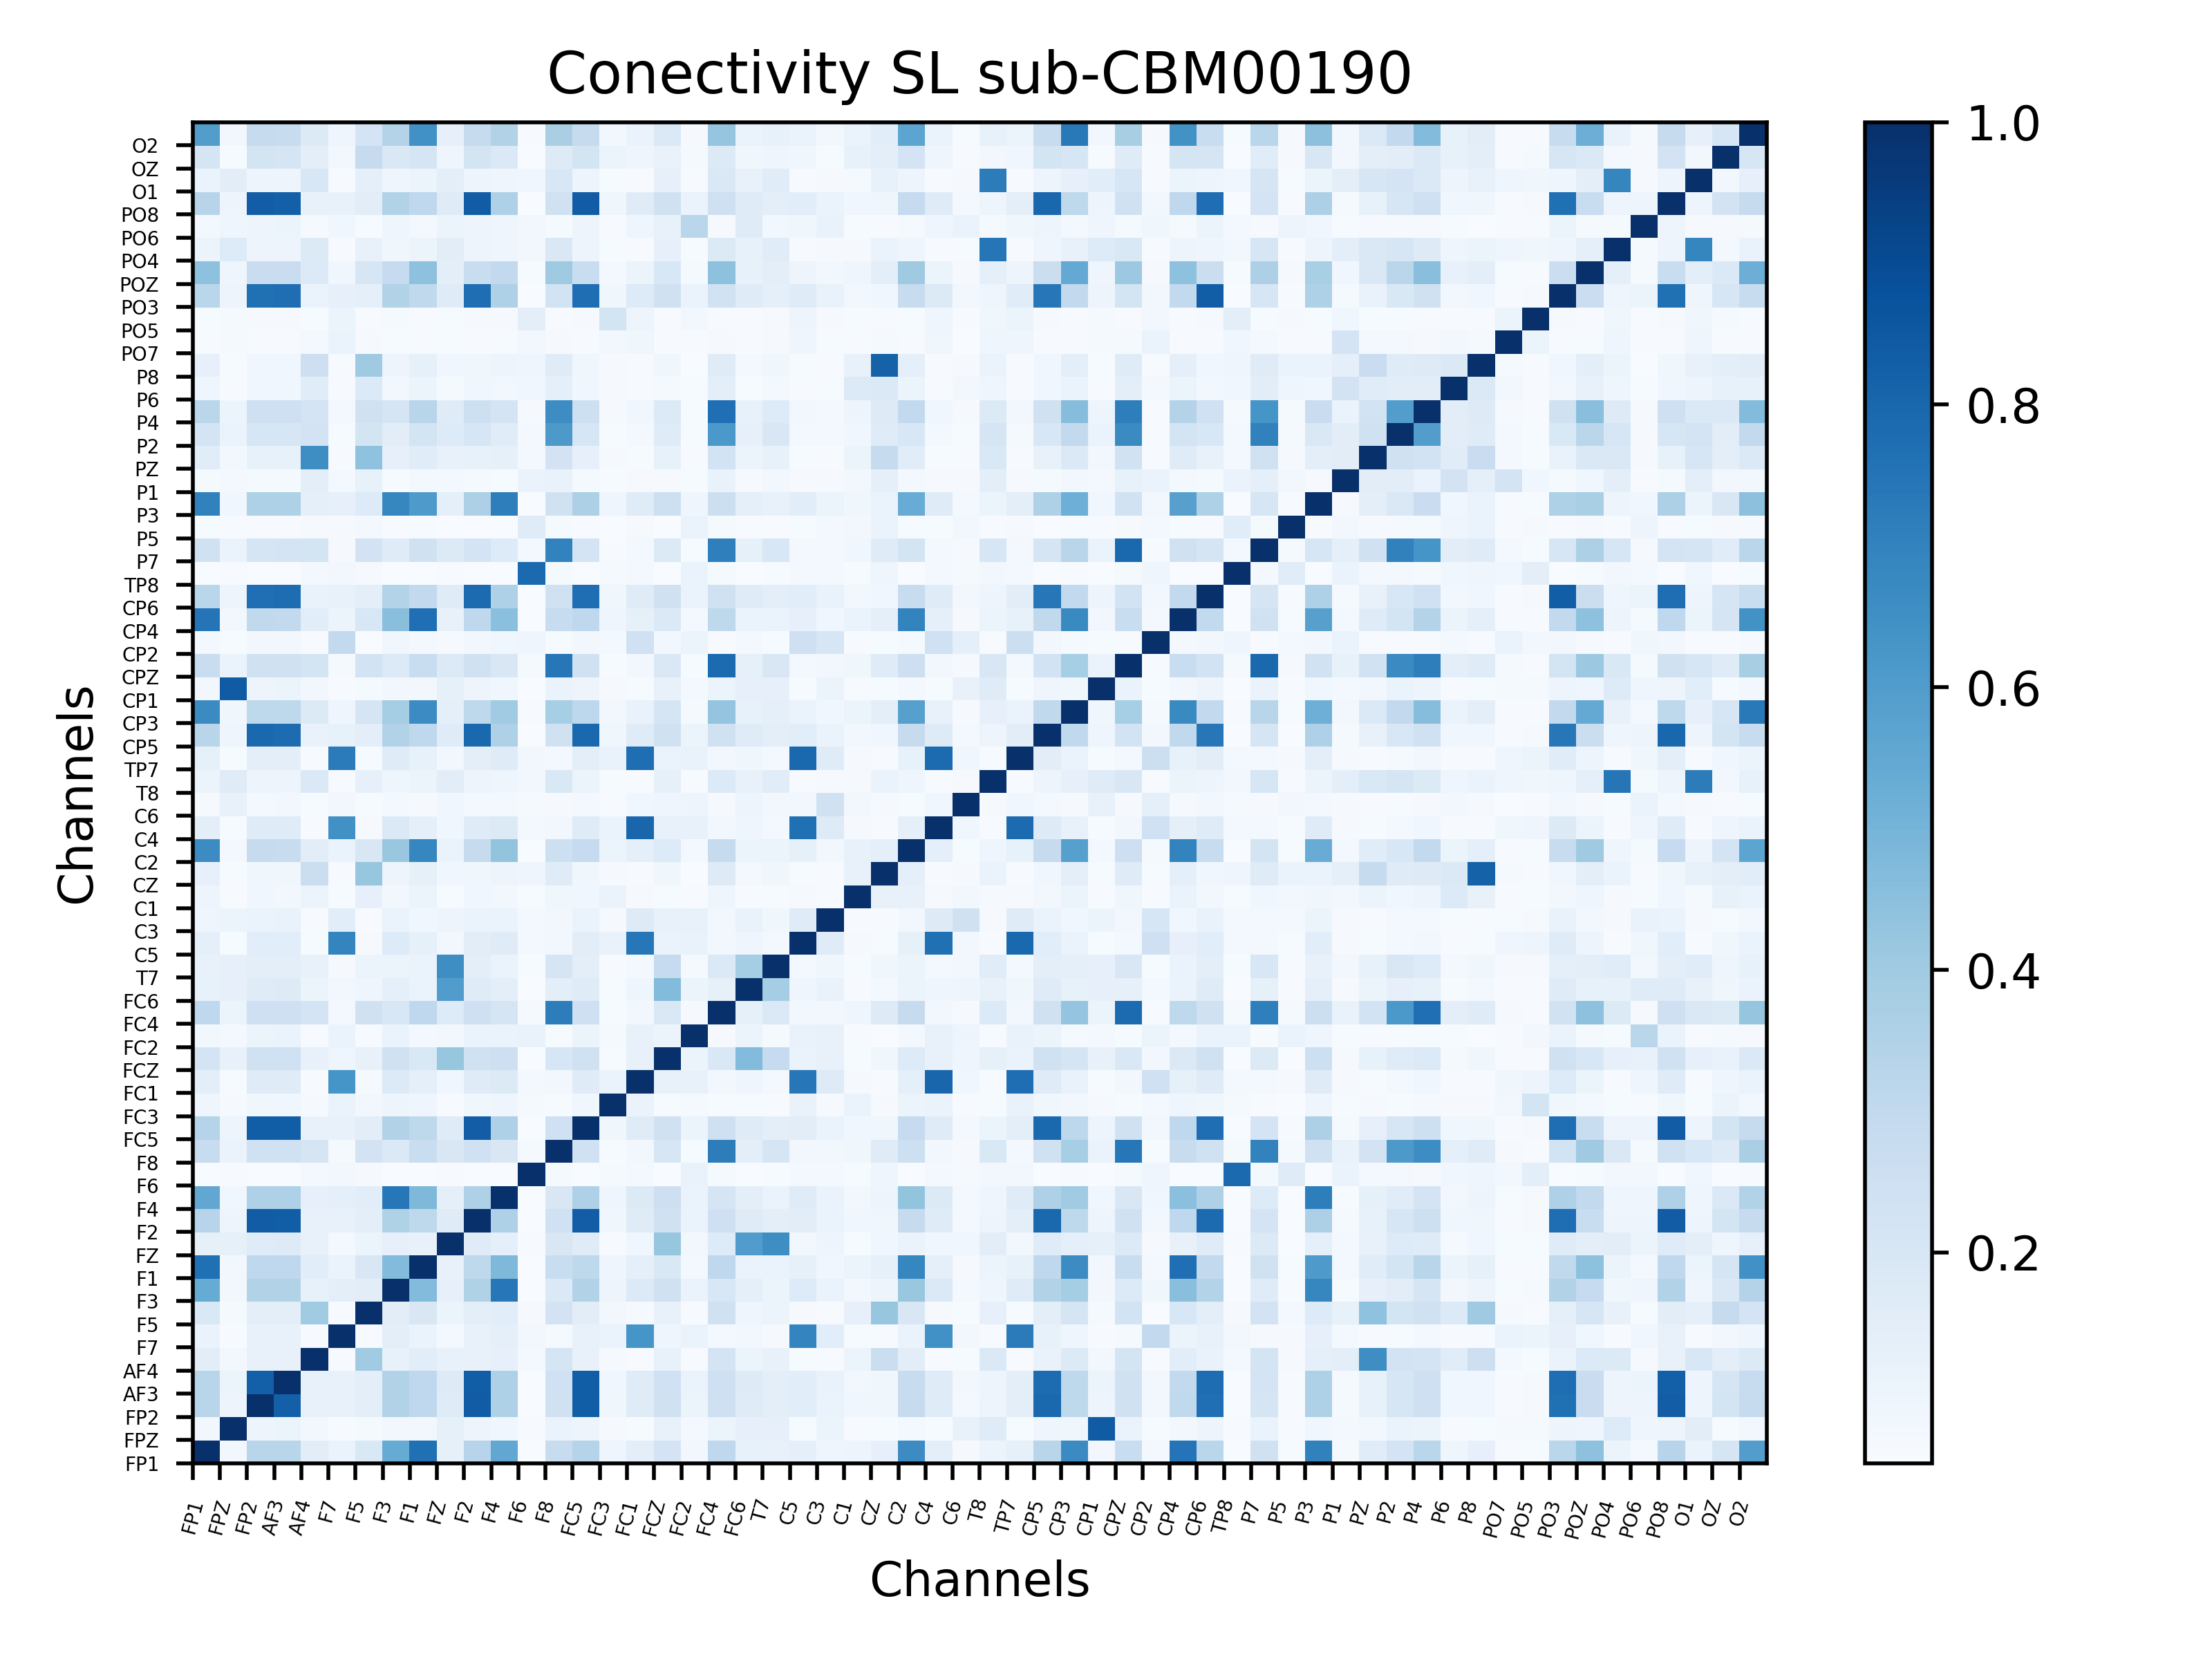 Conectivity SL sub-CBM00190
Channels
O2
OZ
O1
PO8
PO6
PO4
POZ
PO3
PO5
PO7
P8
P6
P4
P2
PZ
P1
P3
P5
P7
TP8
CP6
CP4
CP2
CPZ
CP1
CP3
CP5
TP7
T8
C6
C4
C2
CZ
C1
C3
C5
T7
FC6
FC4
FC2
FCZ
FC1
FC3
FC5
F8
F6
F4
F2
FZ
F1
F3
F5
F7
AF4
AF3
FP2
FPZ
FP1
FP1 FPZ FP2 AF3 AF4 F7 F5 F3 F1 FZ F2 F4 F6 F8 FC5 FC3 FC1 FCZ FC2 FC4 FC6 T7 C5 C3 C1 CZ C2 C4 C6 T8 TP7 CP5 CP3 CP1 CPZ CP2 CP4 CP6 TP8 P7 P5 P3 P1 PZ P2 P4 P6 P8 PO7 PO5 PO3 POZ PO4 PO6 PO8 O1 OZ O2
Channels
1.0
0.8
0.6
0.4
0.2